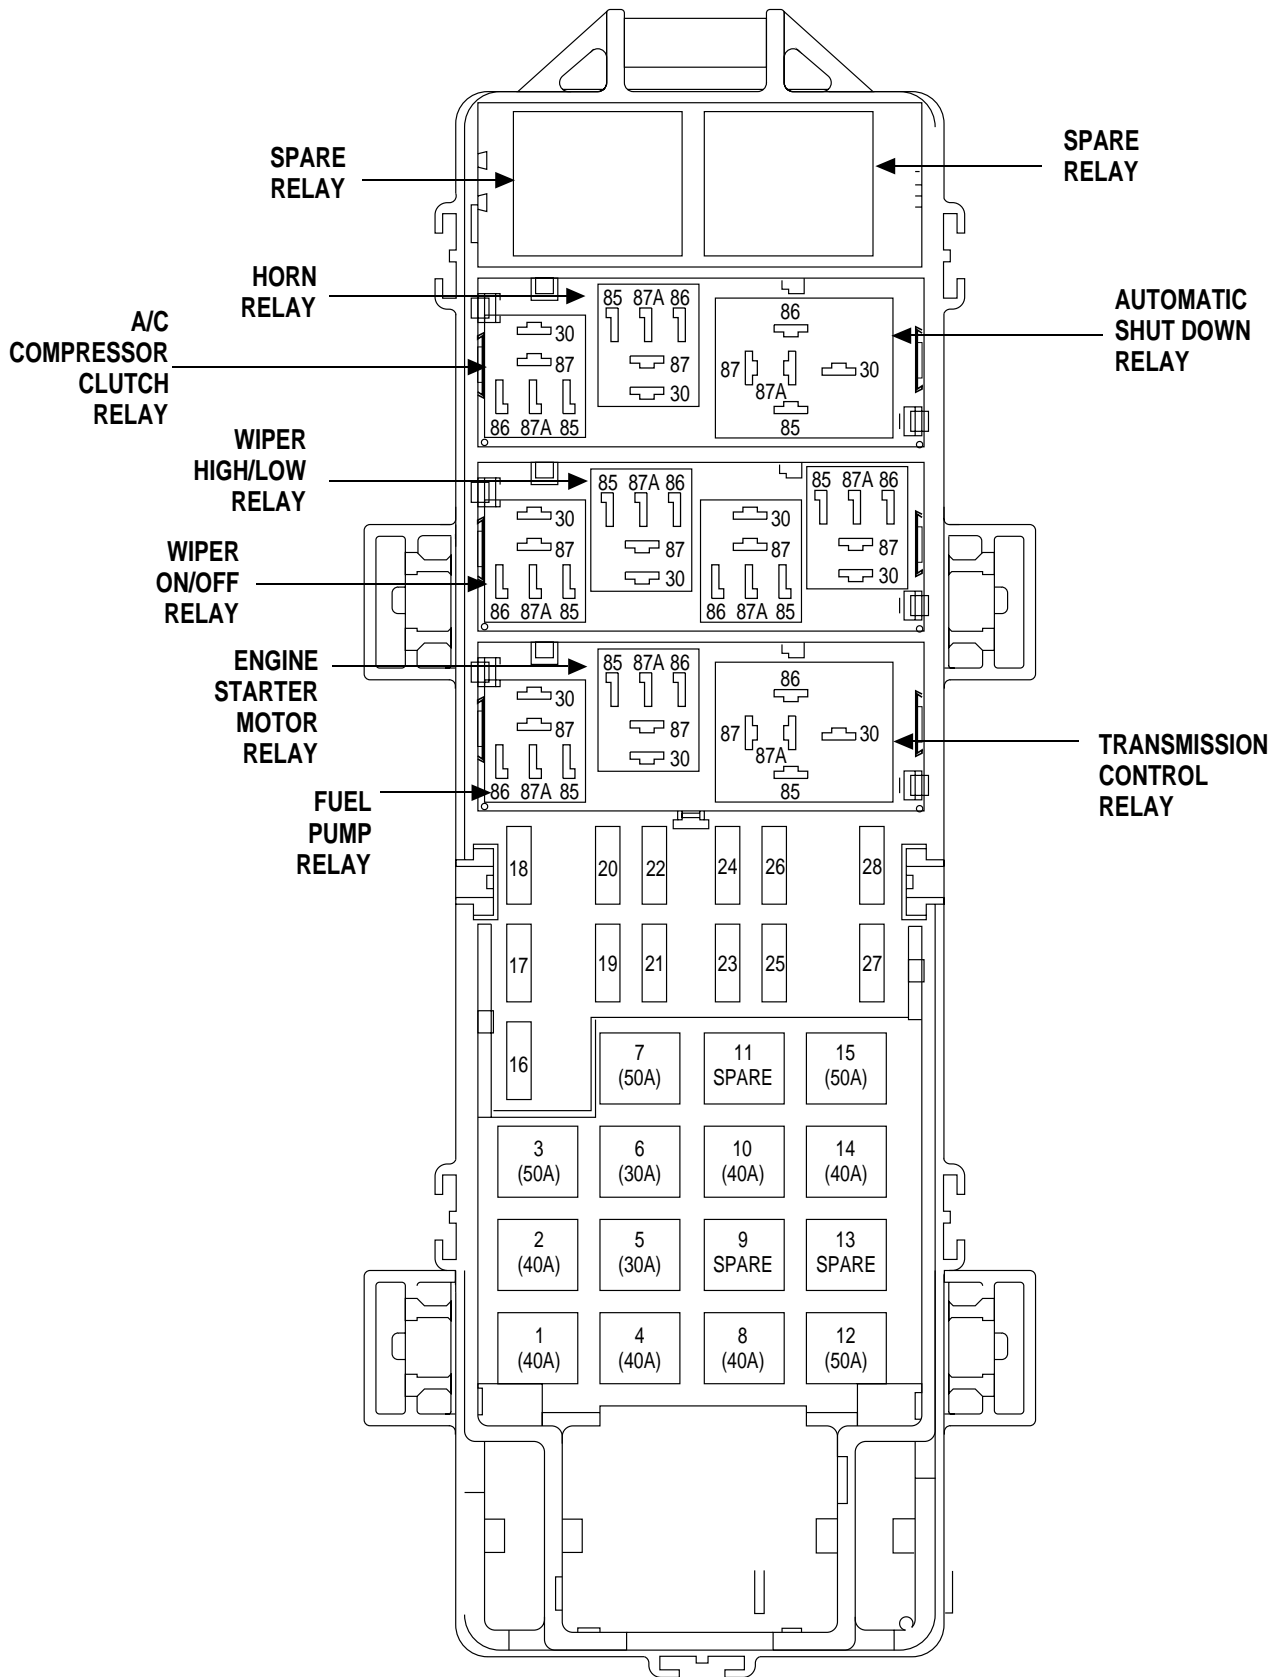 SPARE
RELAY
SPARE
RELAY
HORN
RELAY
A/C
COMPRESSOR
CLUTCH
RELAY
AUTOMATIC
SHUT DOWN
RELAY
85 87A 86
87
30
30
87
86 87A 85
86
87
30
87A
85
WIPER
HIGH/LOW
RELAY
WIPER
ON/OFF
RELAY
85 87A 86
87
30
30
87
86 87A 85
30
87
86 87A 85
85 87A 86
87
30
ENGINE
STARTER
MOTOR
RELAY
FUEL
PUMP
RELAY
TRANSMISSION
CONTROL
RELAY
85 87A 86
87
30
30
87
86 87A 85
86
87
30
87A
85
18 20 22 24 26 28
17 19 21 23 25 27
16
7
(50A)
11
SPARE
15
(50A)
3
(50A)
6
(30A)
10
(40A)
14
(40A)
2
(40A)
5
(30A)
9
SPARE
13
SPARE
1
(40A)
4
(40A)
8
(40A)
12
(50A)